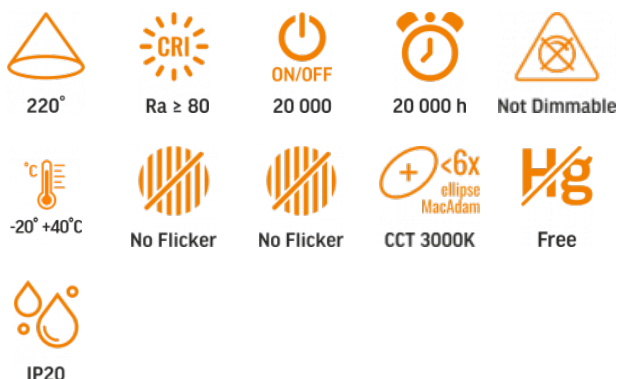 CRI
ON/OFF
220°
Ra ≥ 80
20 000
20 000 h
Not Dimmable
°C
<6x
ellipse
MacAdam
Hg
-20° +40°C
No Flicker
No Flicker
CCT 3000K
Free
IP20